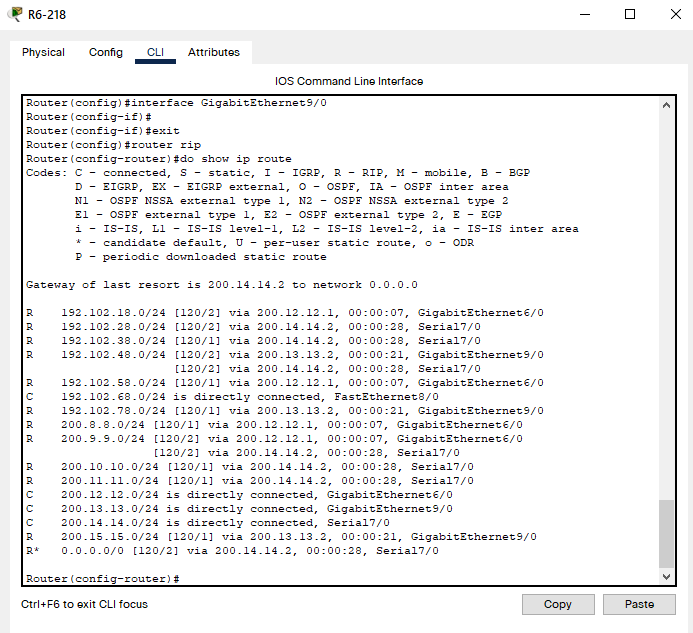 R6-218
Physical Config CLI Attributes
IOS Command Line Interface
Router(config)#interface GigabitEthernet9/0
Router(config-if)#
Router(config-if)#exit
Router(config)#router rip
Router(config-router)#do show ip route
Codes: C - connected, S - static, I - IGRP, R - RIP, M - mobile, B - BGP
       D - EIGRP, EX - EIGRP external, O - OSPF, IA - OSPF inter area
       N1 - OSPF NSSA external type 1, N2 - OSPF NSSA external type 2
       E1 - OSPF external type 1, E2 - OSPF external type 2, E - EGP
       i - IS-IS, L1 - IS-IS level-1, L2 - IS-IS level-2, ia - IS-IS inter area
       * - candidate default, U - per-user static route, o - ODR
       P - periodic downloaded static route
Gateway of last resort is 200.14.14.2 to network 0.0.0.0
R    192.102.18.0/24 [120/2] via 200.12.12.1, 00:00:07, GigabitEthernet6/0
R    192.102.28.0/24 [120/2] via 200.14.14.2, 00:00:28, Serial7/0
R    192.102.38.0/24 [120/1] via 200.14.14.2, 00:00:28, Serial7/0
R    192.102.48.0/24 [120/2] via 200.13.13.2, 00:00:21, GigabitEthernet9/0
                     [120/2] via 200.14.14.2, 00:00:28, Serial7/0
R    192.102.58.0/24 [120/1] via 200.12.12.1, 00:00:07, GigabitEthernet6/0
C    192.102.68.0/24 is directly connected, FastEthernet8/0
R    192.102.78.0/24 [120/1] via 200.13.13.2, 00:00:21, GigabitEthernet9/0
R    200.8.8.0/24 [120/1] via 200.12.12.1, 00:00:07, GigabitEthernet6/0
R    200.9.9.0/24 [120/2] via 200.12.12.1, 00:00:07, GigabitEthernet6/0
                  [120/2] via 200.14.14.2, 00:00:28, Serial7/0
R    200.10.10.0/24 [120/1] via 200.14.14.2, 00:00:28, Serial7/0
R    200.11.11.0/24 [120/1] via 200.14.14.2, 00:00:28, Serial7/0
C    200.12.12.0/24 is directly connected, GigabitEthernet6/0
C    200.13.13.0/24 is directly connected, GigabitEthernet9/0
C    200.14.14.0/24 is directly connected, Serial7/0
R    200.15.15.0/24 [120/1] via 200.13.13.2, 00:00:21, GigabitEthernet9/0
R*   0.0.0.0/0 [120/2] via 200.14.14.2, 00:00:28, Serial7/0
Router(config-router)#
Ctrl+F6 to exit CLI focus
Copy Paste